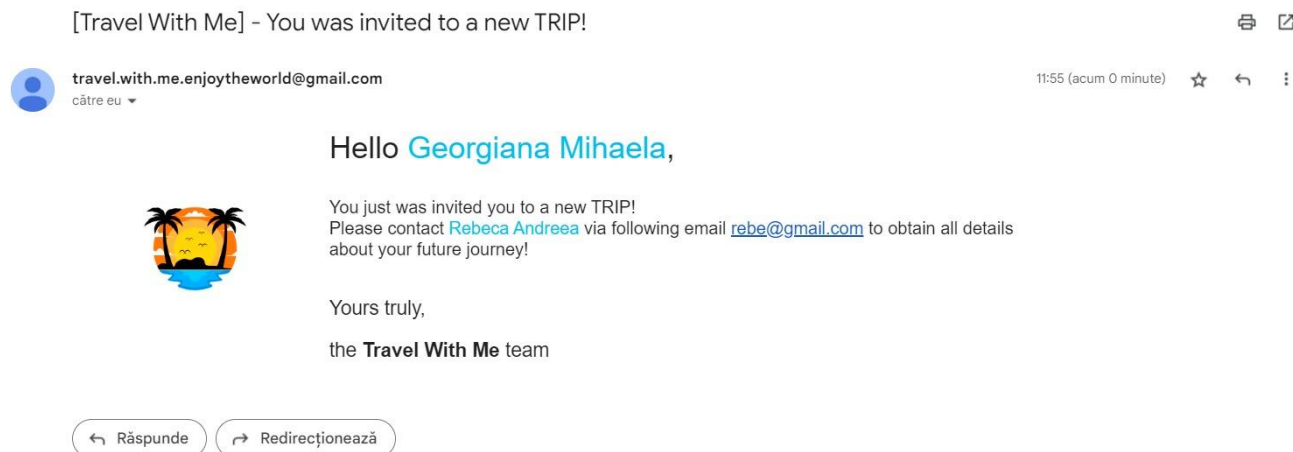 [Travel With Me] - You was invited to a new TRIP!
travel.with.me.enjoytheworld@gmail.com
11:55 (acum 0 minute)
către eu
Hello Georgiana Mihaela,
You just was invited you to a new TRIP!
Please contact Rebeca Andreea via following email rebe@gmail.com to obtain all details
about your future journey!
Yours truly,
the Travel With Me team
Răspunde
Redirecționează